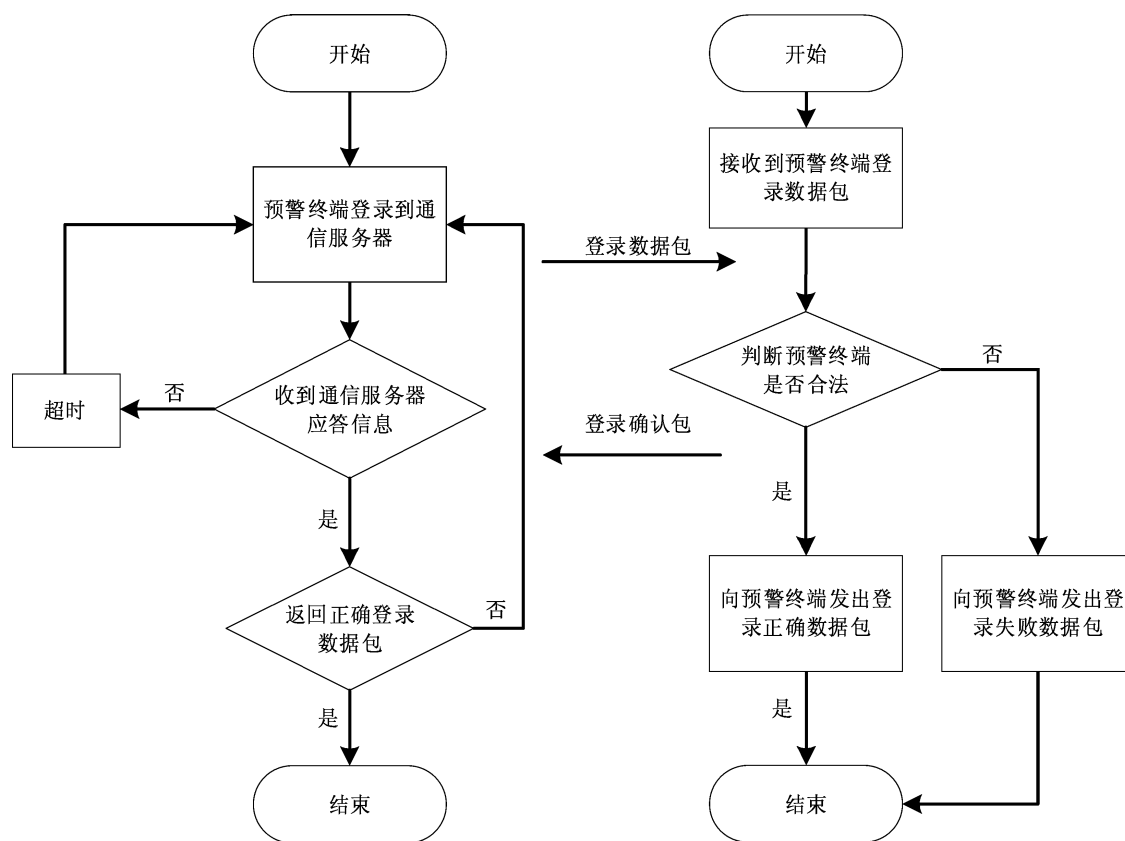 开始
预警终端登录到通
信服务器
收到通信服务器
应答信息
否
超时
是
返回正确登录
数据包
否
是
结束
登录数据包
登录确认包
开始
接收到预警终端登
录数据包
判断预警终端
是否合法
否
是
向预警终端发出登
录正确数据包
向预警终端发出登
录失败数据包
是
结束